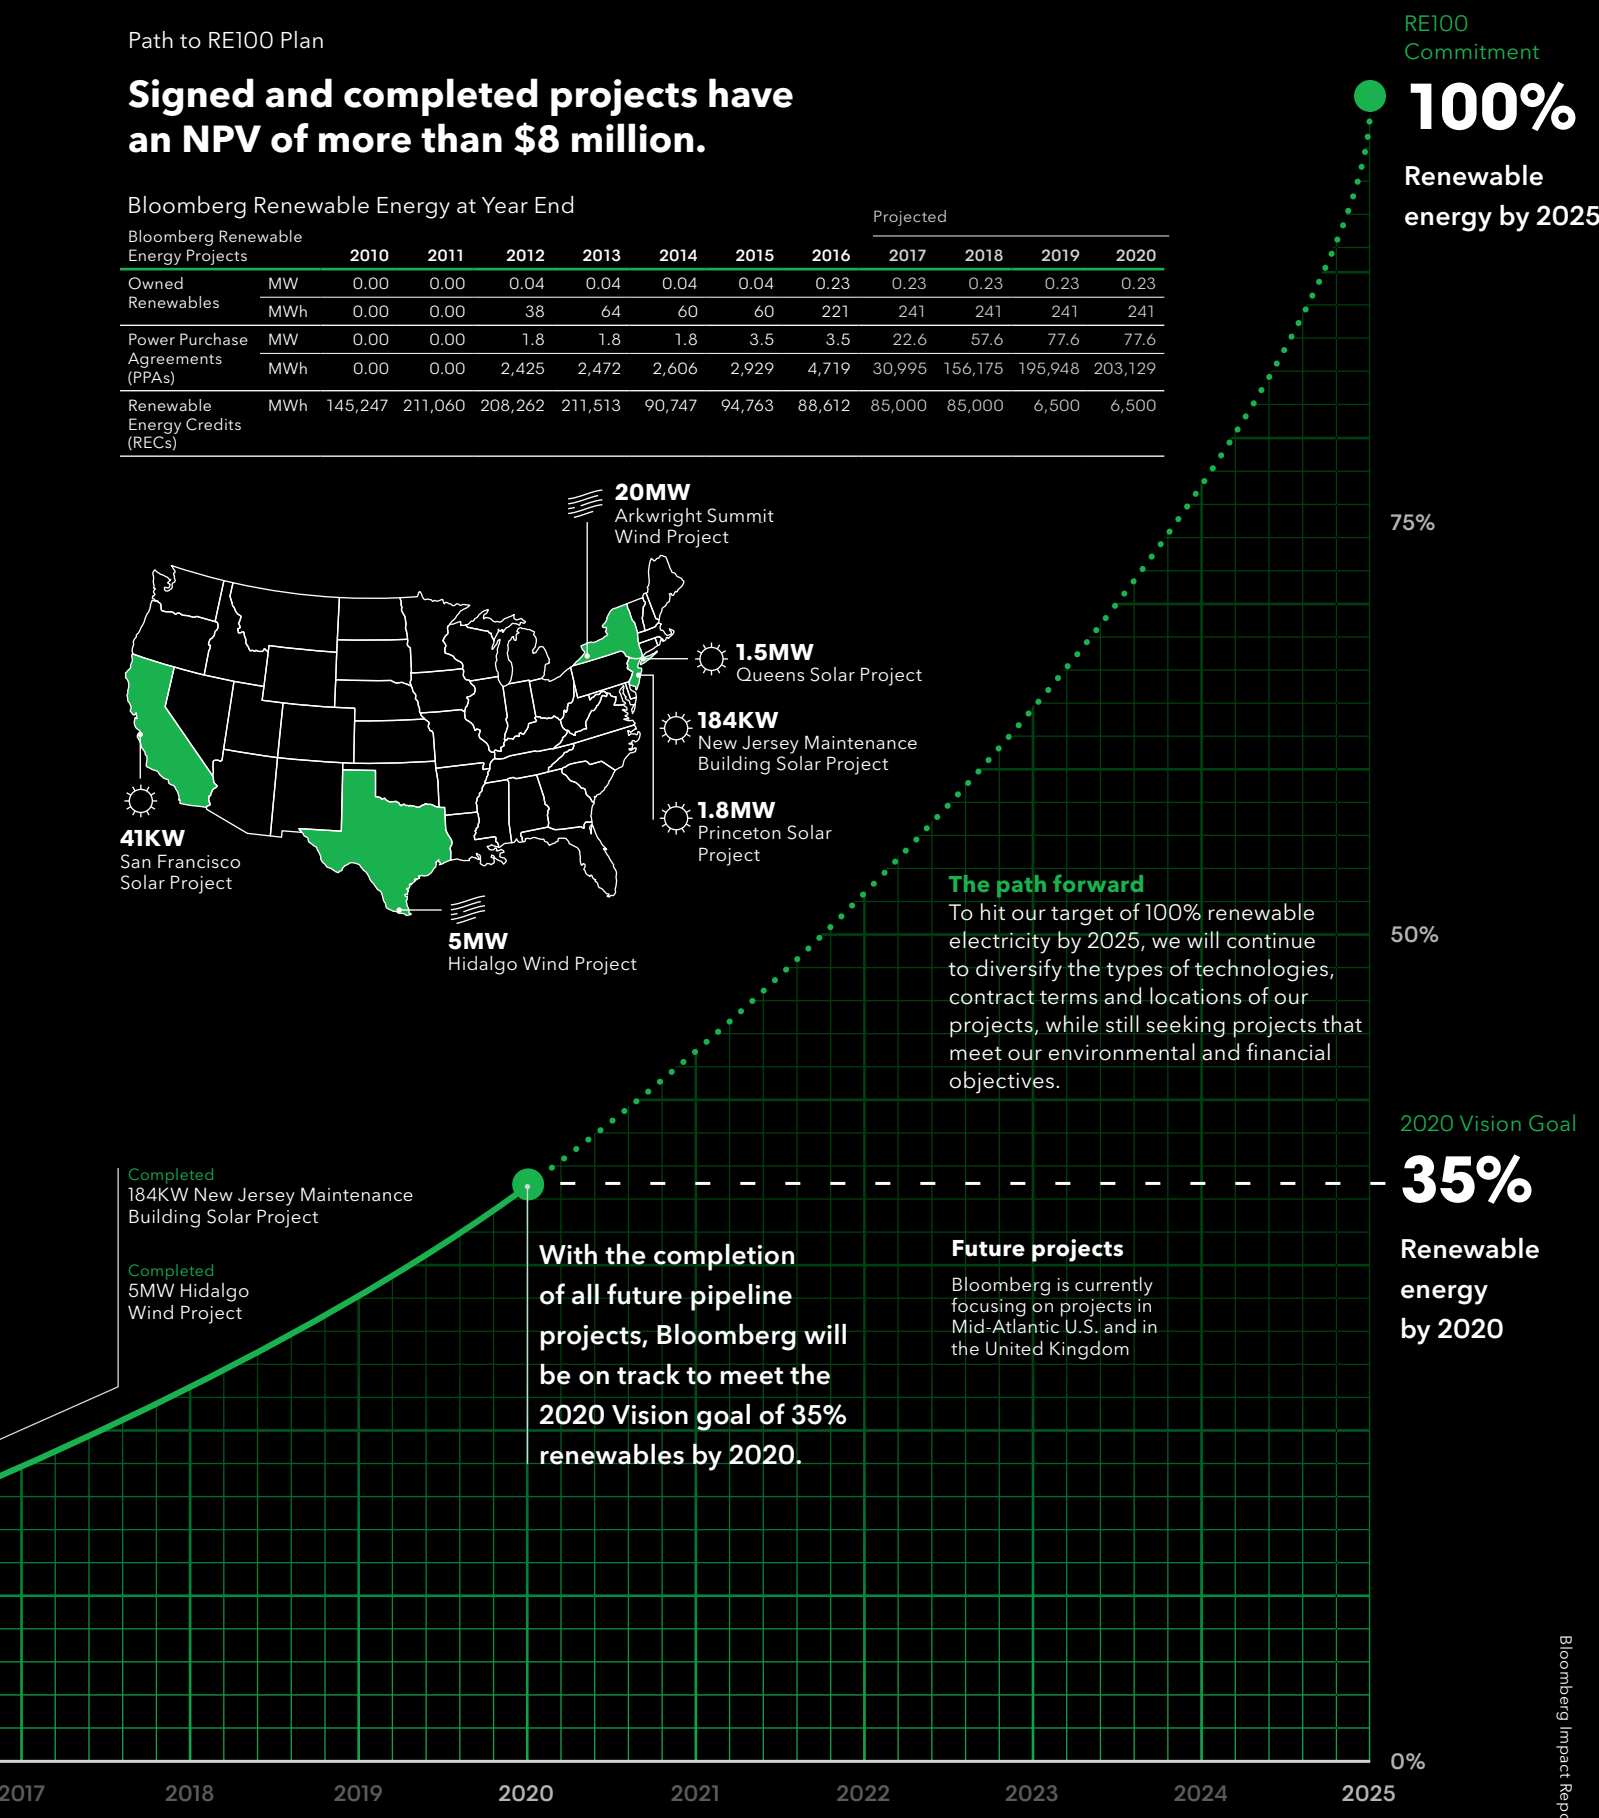 Path to RE100 Plan
Signed and completed projects have
an NPV of more than $8 million.
RE100
Commitment
100%
Renewable
energy by 2025
Bloomberg Renewable Energy at Year End
Projected
Bloomberg Renewable
Energy Projects
2010 2011 2012 2013 2014 2015 2016 2017 2018 2019 2020
Owned
Renewables
MW 0.00 0.00 0.04 0.04 0.04 0.04 0.23 0.23 0.23 0.23 0.23
MWh 0.00 0.00 38 64 60 60 221 241 241 241 241
Power Purchase
Agreements
(PPAs)
MW 0.00 0.00 1.8 1.8 1.8 3.5 3.5 22.6 57.6 77.6 77.6
MWh 0.00 0.00 2,425 2,472 2,606 2,929 4,719 30,995 156,175 195,948 203,129
Renewable
Energy Credits
(RECs)
MWh 145,247 211,060 208,262 211,513 90,747 94,763 88,612 85,000 85,000 6,500 6,500
20MW
Arkwright Summit
Wind Project
1.5MW
Queens Solar Project
184KW
New Jersey Maintenance
Building Solar Project
1.8MW
Princeton Solar
Project
41KW
San Francisco
Solar Project
5MW
Hidalgo Wind Project
75%
The path forward
To hit our target of 100% renewable
electricity by 2025, we will continue
to diversify the types of technologies,
contract terms and locations of our
projects, while still seeking projects that
meet our environmental and financial
objectives.
50%
2020 Vision Goal
35%
Renewable
energy
by 2020
Completed
184KW New Jersey Maintenance
Building Solar Project
Completed
5MW Hidalgo
Wind Project
With the completion
of all future pipeline
projects, Bloomberg will
be on track to meet the
2020 Vision goal of 35%
renewables by 2020.
Future projects
Bloomberg is currently
focusing on projects in
Mid-Atlantic U.S. and in
the United Kingdom
0%
2017 2018 2019 2020 2021 2022 2023 2024 2025
Bloomberg Impact Repo